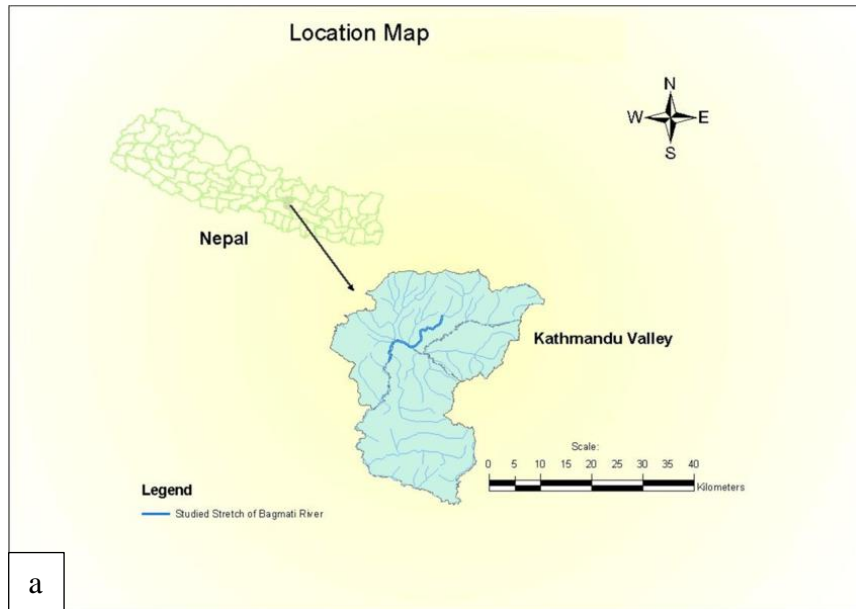 Location Map
N
W E
S
Nepal
Kathmandu Valley
Scale:
0 5 10 20 25 30 35 40
Kilometers
Legend
Studied Stretch of Bagmati River
a